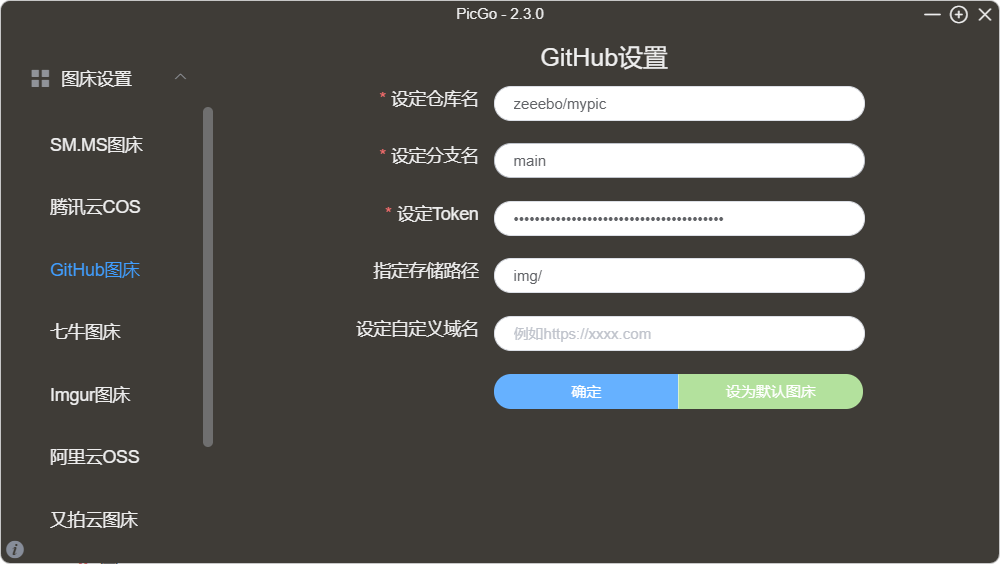 PicGo - 2.3.0
图床设置
SM.MS图床
腾讯云COS
GitHub图床
七牛图床
Imgur图床
阿里云OSS
又拍云图床
GitHub设置
* 设定仓库名 zeeebo/mypic
* 设定分支名 main
* 设定Token ••••••••••••••••••••••••••••••••••••••••
指定存储路径 img/
设定自定义域名 例如https://xxxx.com
确定 设为默认图床